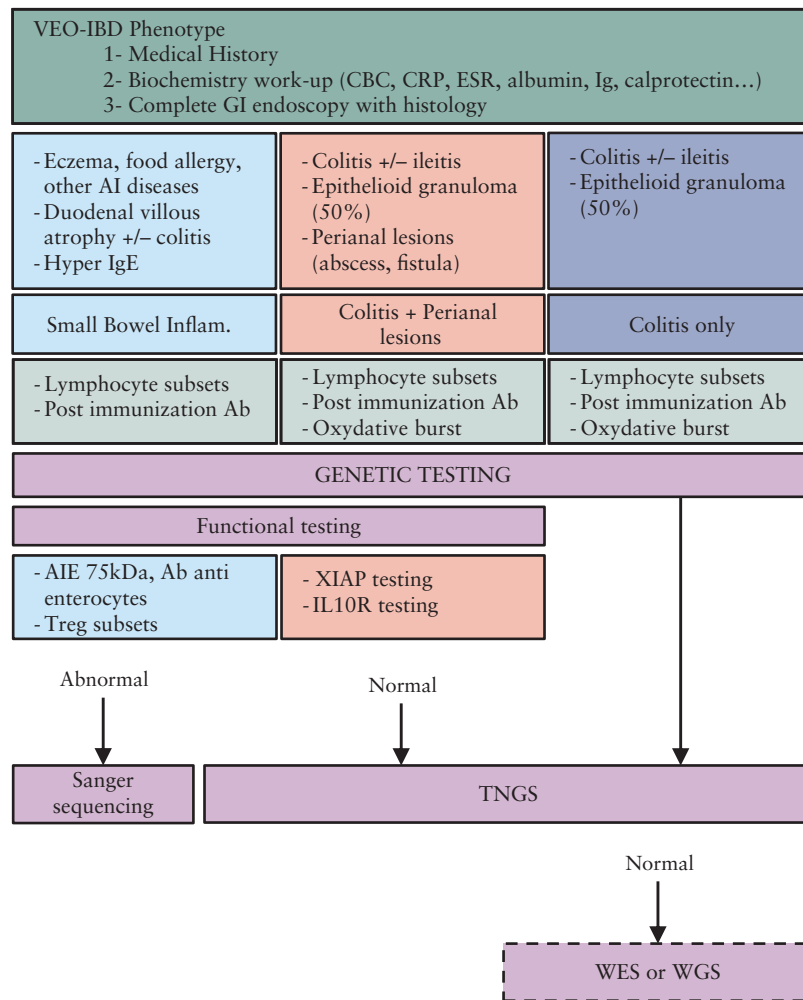 VEO-IBD Phenotype
1- Medical History
2- Biochemistry work-up (CBC, CRP, ESR, albumin, Ig, calprotectin…)
3- Complete GI endoscopy with histology
- Eczema, food allergy,
other AI diseases
- Duodenal villous
atrophy +/– colitis
- Hyper IgE
- Colitis +/– ileitis
- Epithelioid granuloma
(50%)
- Perianal lesions
(abscess, fistula)
- Colitis +/– ileitis
- Epithelioid granuloma
(50%)
Small Bowel Inflam.
Colitis + Perianal
lesions
Colitis only
- Lymphocyte subsets
- Post immunization Ab
- Lymphocyte subsets
- Post immunization Ab
- Oxydative burst
- Lymphocyte subsets
- Post immunization Ab
- Oxydative burst
GENETIC TESTING
Functional testing
- AIE 75kDa, Ab anti
enterocytes
- Treg subsets
- XIAP testing
- IL10R testing
Abnormal
Normal
Sanger
sequencing
TNGS
Normal
WES or WGS